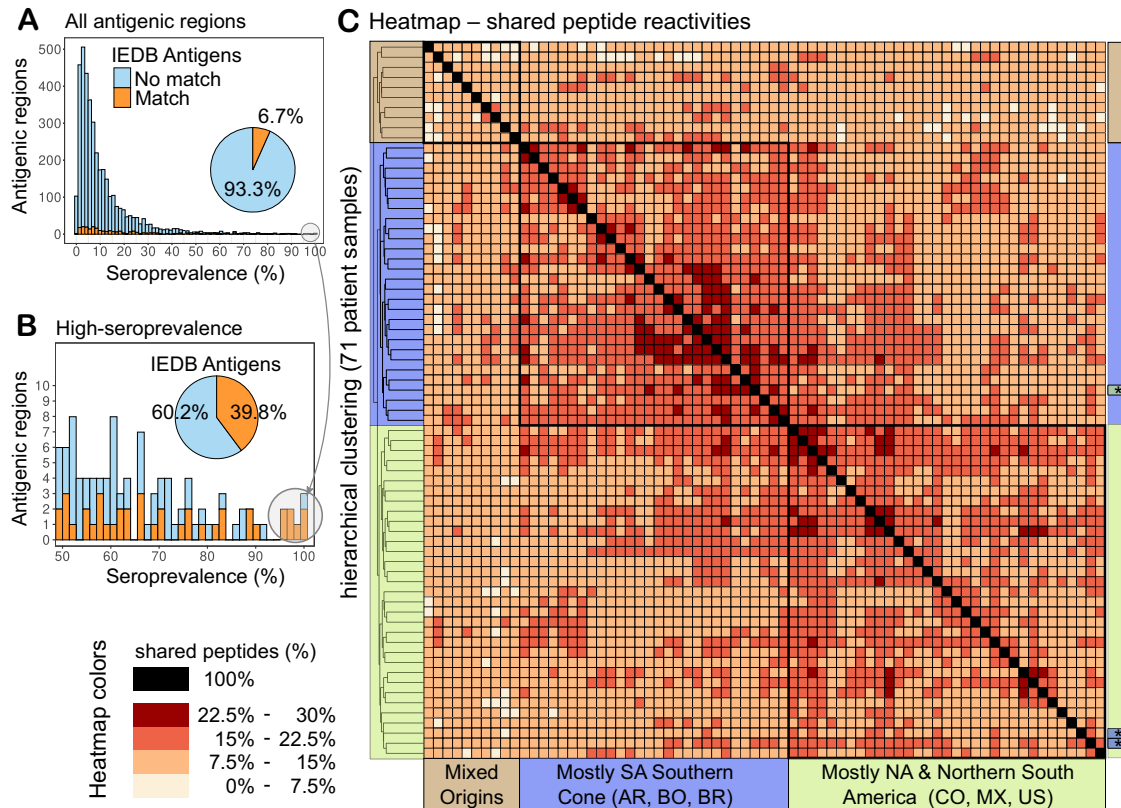 A
All antigenic regions
500
400
300
200
100
0
Antigenic regions
IEDB Antigens
No match
Match
6.7%
93.3%
0 10 20 30 40 50 60 70 80 90 100
Seroprevalence (%)
B
High-seroprevalence
10
9
8
7
6
5
4
3
2
1
0
Antigenic regions
IEDB Antigens
60.2% 39.8%
50 60 70 80 90 100
Seroprevalence (%)
Heatmap colors
shared peptides (%)
100%
22.5% - 30%
15% - 22.5%
7.5% - 15%
0% - 7.5%
C Heatmap – shared peptide reactivities
hierarchical clustering (71 patient samples)
*
*
*
Mixed
Origins
Mostly SA Southern
Cone (AR, BO, BR)
Mostly NA & Northern South
America (CO, MX, US)